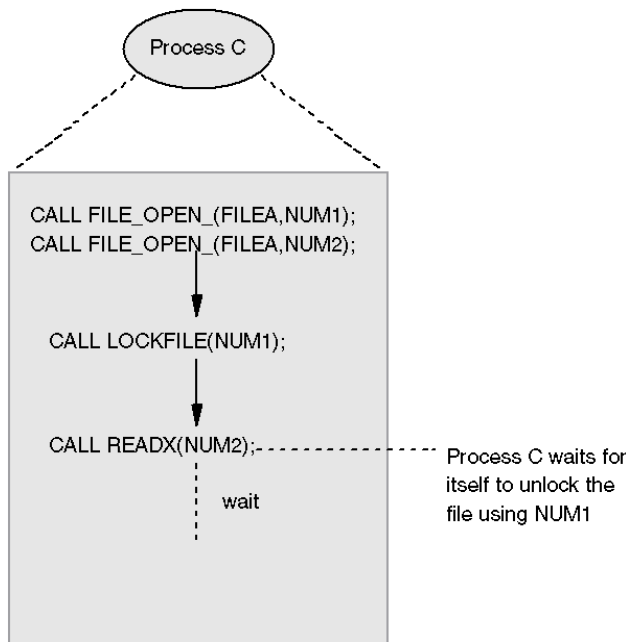 Process C
CALL FILE_OPEN_(FILEA,NUM1);
CALL FILE_OPEN_(FILEA,NUM2);
CALL LOCKFILE(NUM1);
CALL READX(NUM2);
wait
Process C waits for
itself to unlock the
file using NUM1